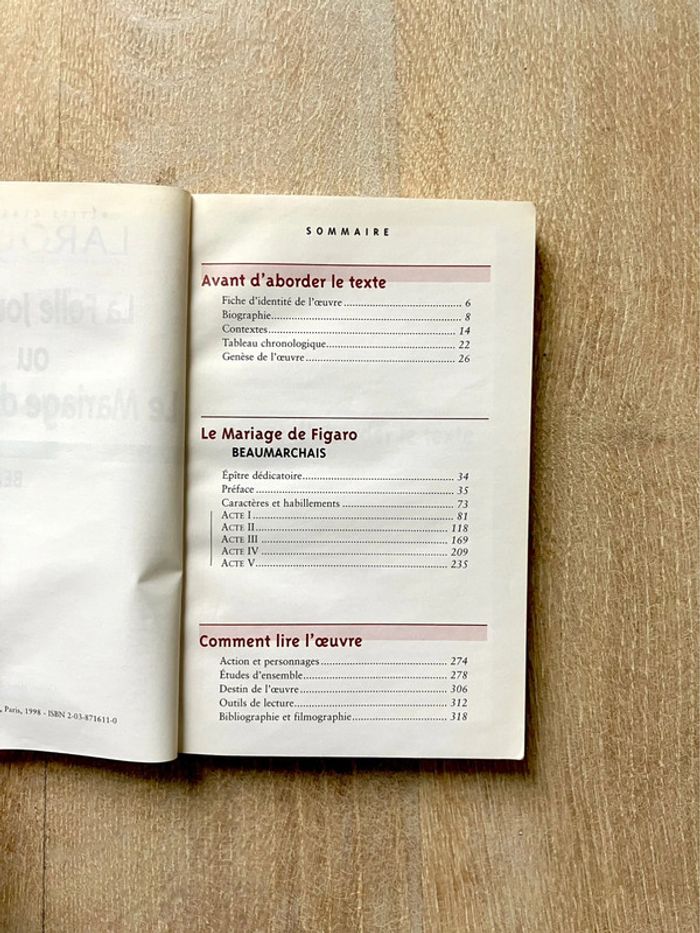 , Paris, 1998 - ISBN 2-03-871611-0
SOMMAIRE
Avant d'aborder le texte
Fiche d'identité de l'œuvre................................ 6
Biographie................................ 8
Contextes................................ 14
Tableau chronologique................................ 22
Genèse de l'œuvre................................ 26
Le Mariage de Figaro
BEAUMARCHAIS
Épître dédicatoire................................ 34
Préface................................ 35
Caractères et habillements................................ 73
ACTE I................................ 81
ACTE II................................ 118
ACTE III................................ 169
ACTE IV................................ 209
ACTE V................................ 235
Comment lire l'œuvre
Action et personnages................................ 274
Études d'ensemble................................ 278
Destin de l'œuvre................................ 306
Outils de lecture................................ 312
Bibliographie et filmographie................................ 318